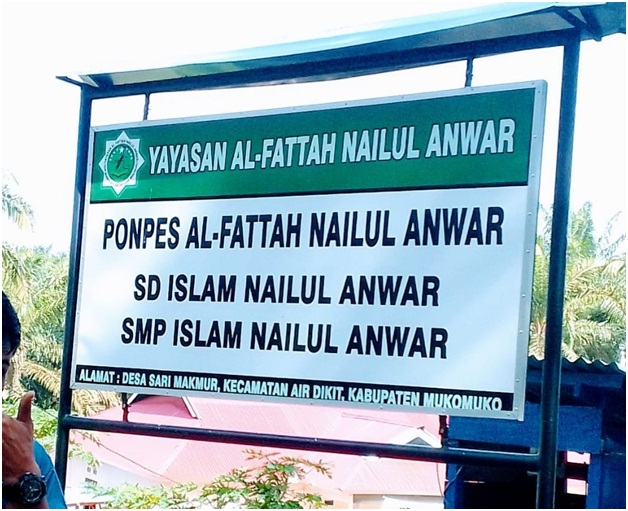 YAYASAN AL-FATTAH NAILUL ANWAR
PONPES AL-FATTAH NAILUL ANWAR
SD ISLAM NAILUL ANWAR
SMP ISLAM NAILUL ANWAR
ALAMAT : DESA SARI MAKMUR, KECAMATAN AIR DIKIT, KABUPATEN MUKOMUKO